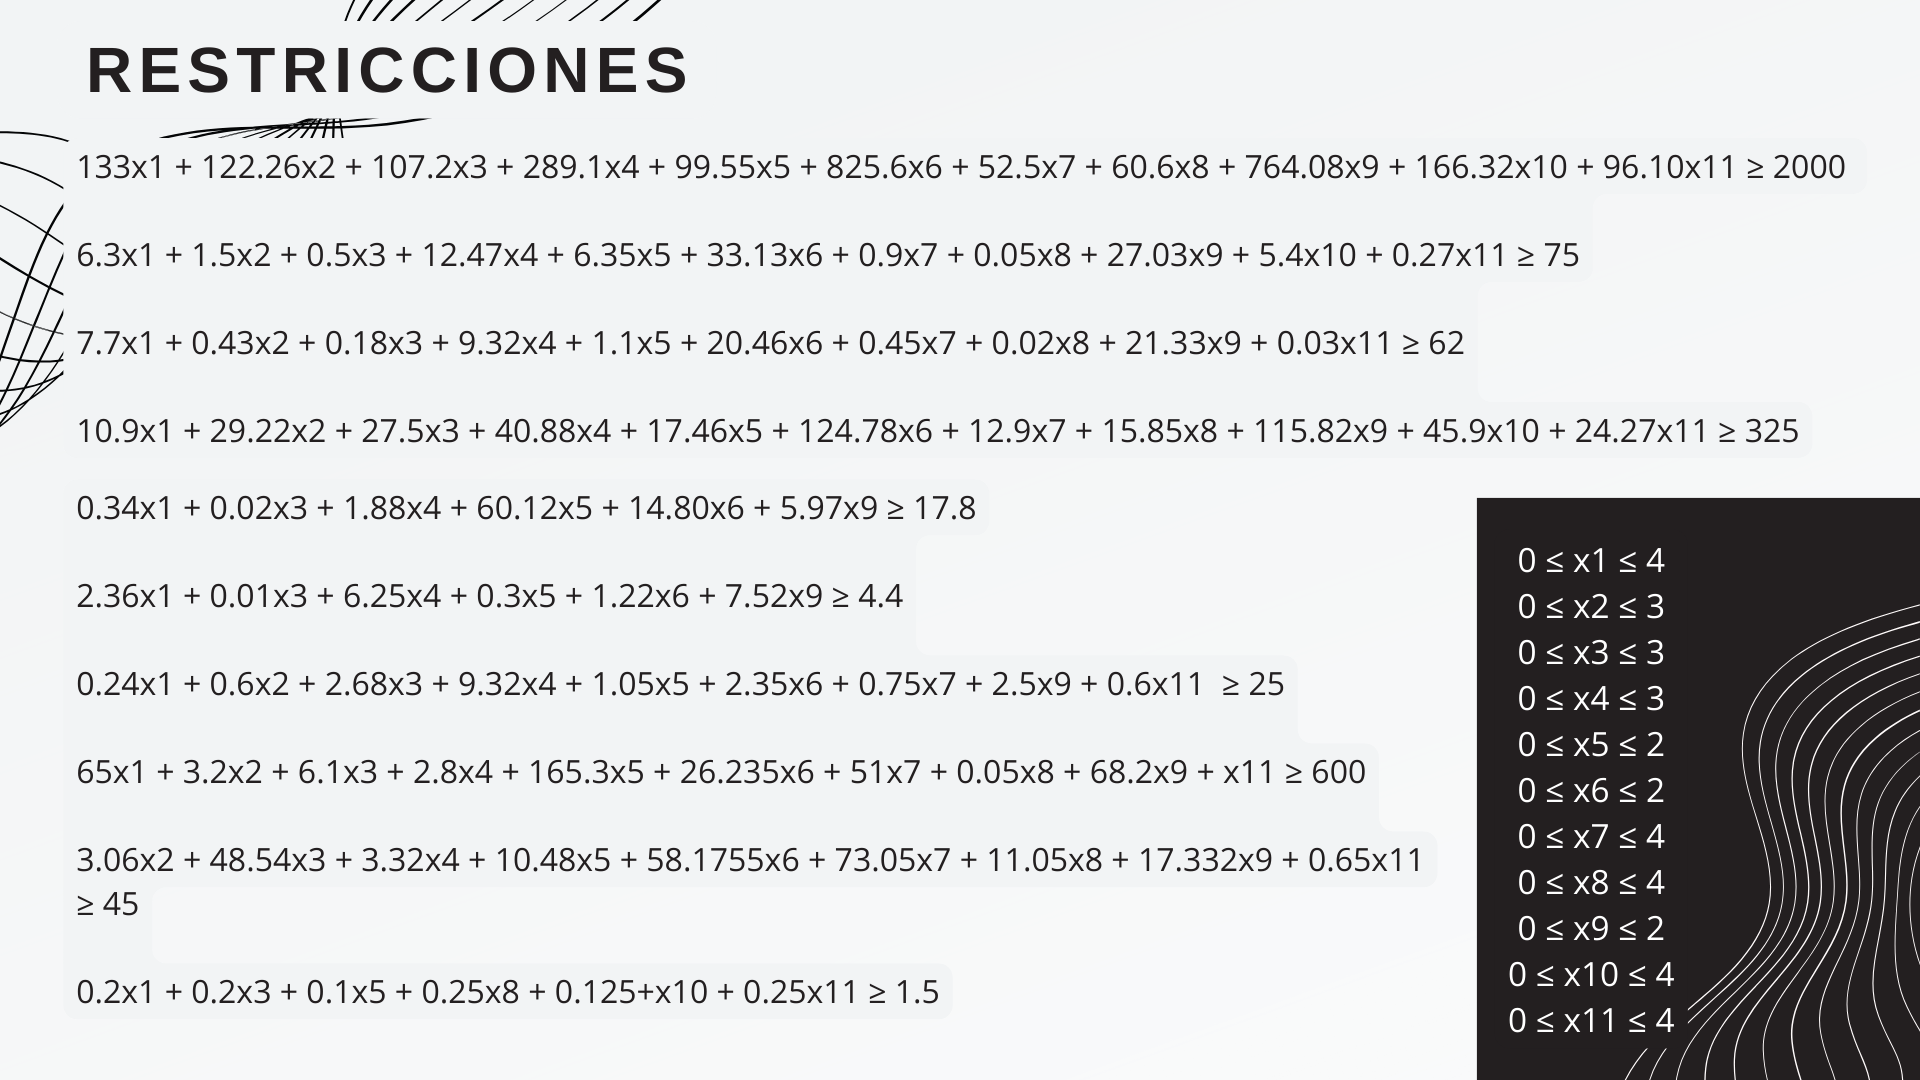 RESTRICCIONES
133x1 + 122.26x2 + 107.2x3 + 289.1x4 + 99.55x5 + 825.6x6 + 52.5x7 + 60.6x8 + 764.08x9 + 166.32x10 + 96.10x11 ≥ 2000
6.3x1 + 1.5x2 + 0.5x3 + 12.47x4 + 6.35x5 + 33.13x6 + 0.9x7 + 0.05x8 + 27.03x9 + 5.4x10 + 0.27x11 ≥ 75
7.7x1 + 0.43x2 + 0.18x3 + 9.32x4 + 1.1x5 + 20.46x6 + 0.45x7 + 0.02x8 + 21.33x9 + 0.03x11 ≥ 62
10.9x1 + 29.22x2 + 27.5x3 + 40.88x4 + 17.46x5 + 124.78x6 + 12.9x7 + 15.85x8 + 115.82x9 + 45.9x10 + 24.27x11 ≥ 325
0.34x1 + 0.02x3 + 1.88x4 + 60.12x5 + 14.80x6 + 5.97x9 ≥ 17.8
2.36x1 + 0.01x3 + 6.25x4 + 0.3x5 + 1.22x6 + 7.52x9 ≥ 4.4
0.24x1 + 0.6x2 + 2.68x3 + 9.32x4 + 1.05x5 + 2.35x6 + 0.75x7 + 2.5x9 + 0.6x11 ≥ 25
65x1 + 3.2x2 + 6.1x3 + 2.8x4 + 165.3x5 + 26.235x6 + 51x7 + 0.05x8 + 68.2x9 + x11 ≥ 600
3.06x2 + 48.54x3 + 3.32x4 + 10.48x5 + 58.1755x6 + 73.05x7 + 11.05x8 + 17.332x9 + 0.65x11
≥ 45
0.2x1 + 0.2x3 + 0.1x5 + 0.25x8 + 0.125+x10 + 0.25x11 ≥ 1.5
0 ≤ x1 ≤ 4
0 ≤ x2 ≤ 3
0 ≤ x3 ≤ 3
0 ≤ x4 ≤ 3
0 ≤ x5 ≤ 2
0 ≤ x6 ≤ 2
0 ≤ x7 ≤ 4
0 ≤ x8 ≤ 4
0 ≤ x9 ≤ 2
0 ≤ x10 ≤ 4
0 ≤ x11 ≤ 4